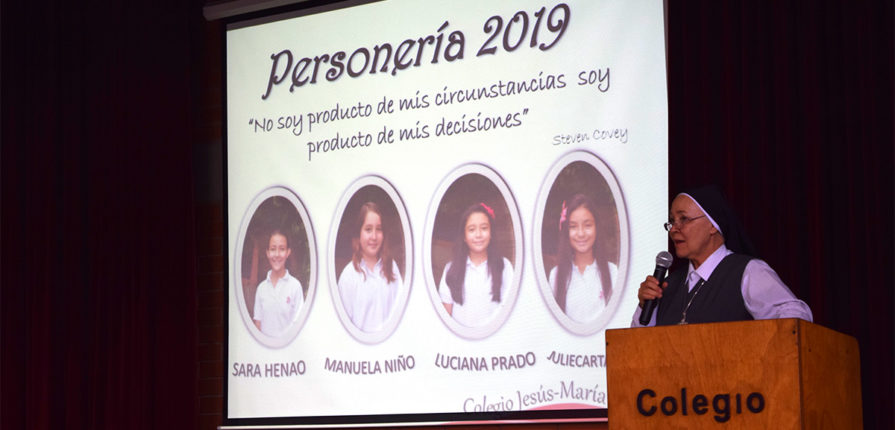 Personería 2019
"No soy producto de mis circunstancias soy
producto de mis decisiones"
Steven Covey
SARA HENAO
MANUELA NIÑO
LUCIANA PRADO
JULIE
Colegio Jesús-María
Colegio